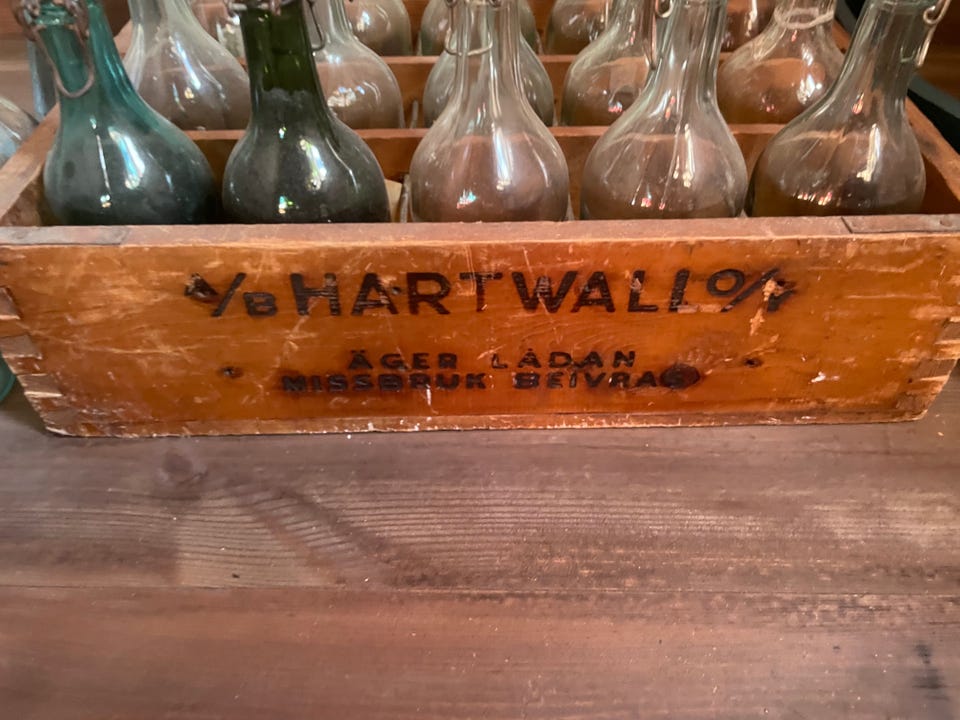 A/B HARTWALL O/Y
ÄGER LÅDAN
MISSBRUK BEIVRAS